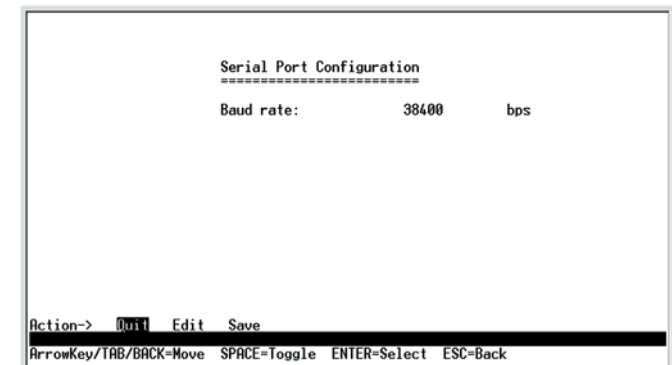 Serial Port Configuration
=========================
Baud rate: 38400 bps
Action-> Quit Edit Save
ArrowKey/TAB/BACK=Move SPACE=Toggle ENTER=Select ESC=Back